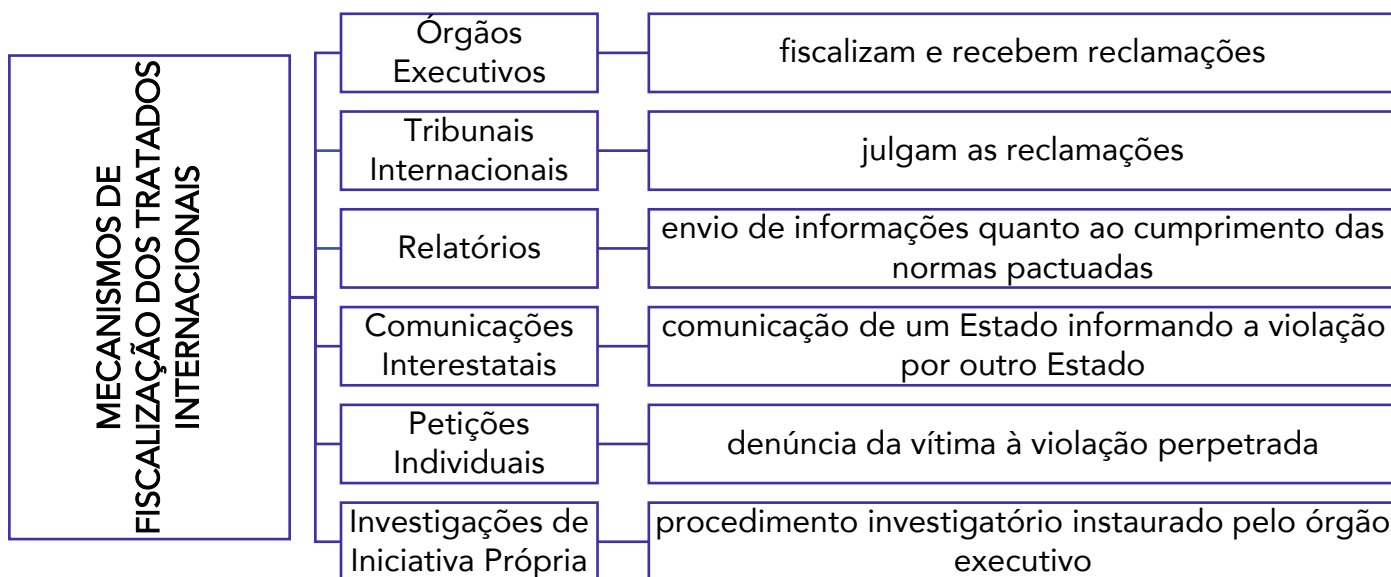 MECANISMOS DE
FISCALIZAÇÃO DOS TRATADOS
INTERNACIONAIS
Órgãos
Executivos
fiscalizam e recebem reclamações
Tribunais
Internacionais
julgam as reclamações
Relatórios
envio de informações quanto ao cumprimento das
normas pactuadas
Comunicações
Interestatais
comunicação de um Estado informando a violação
por outro Estado
Petições
Individuais
denúncia da vítima à violação perpetrada
Investigações de
Iniciativa Própria
procedimento investigatório instaurado pelo órgão
executivo